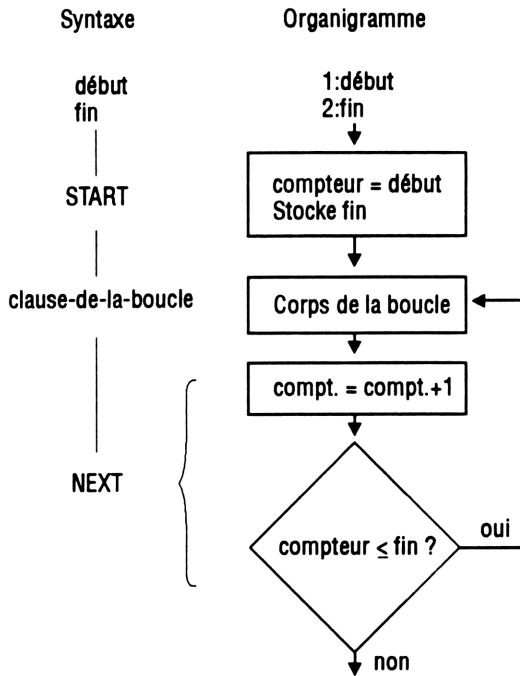 Syntaxe
Organigramme
début
fin
START
clause-de-la-boucle
NEXT
1:début
2:fin
compteur = début
Stocke fin
Corps de la boucle
compt. = compt.+1
compteur ≤ fin ?
oui
non